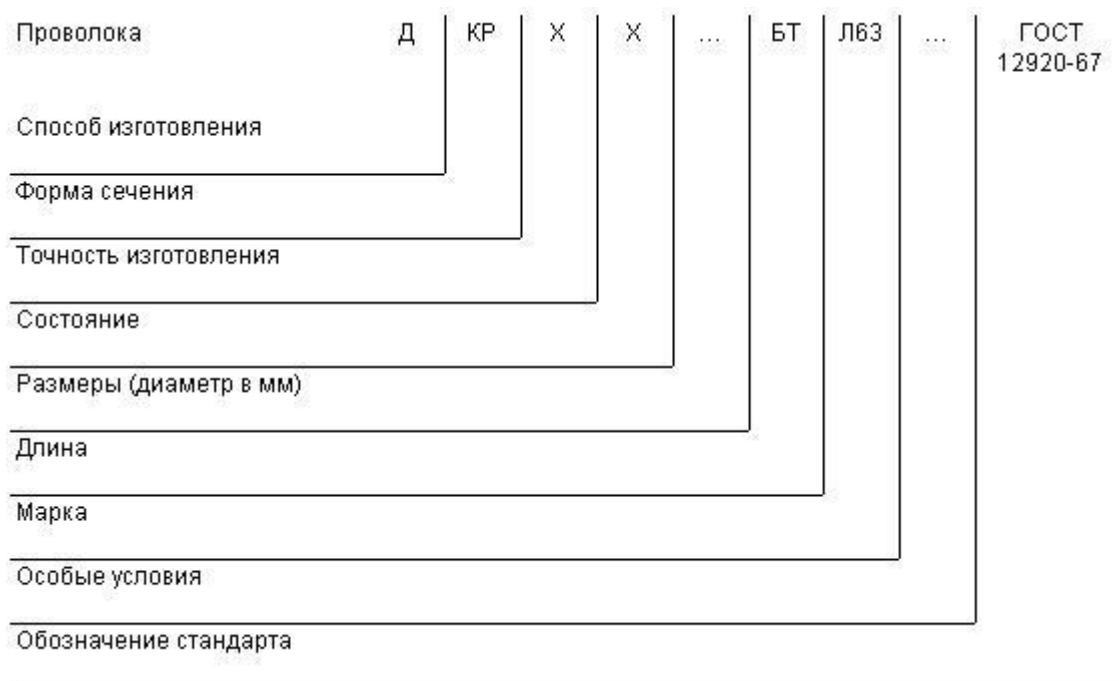 Проволока Д КР Х Х ... БТ Л63 ... ГОСТ
12920-67
Способ изготовления
Форма сечения
Точность изготовления
Состояние
Размеры (диаметр в мм)
Длина
Марка
Особые условия
Обозначение стандарта